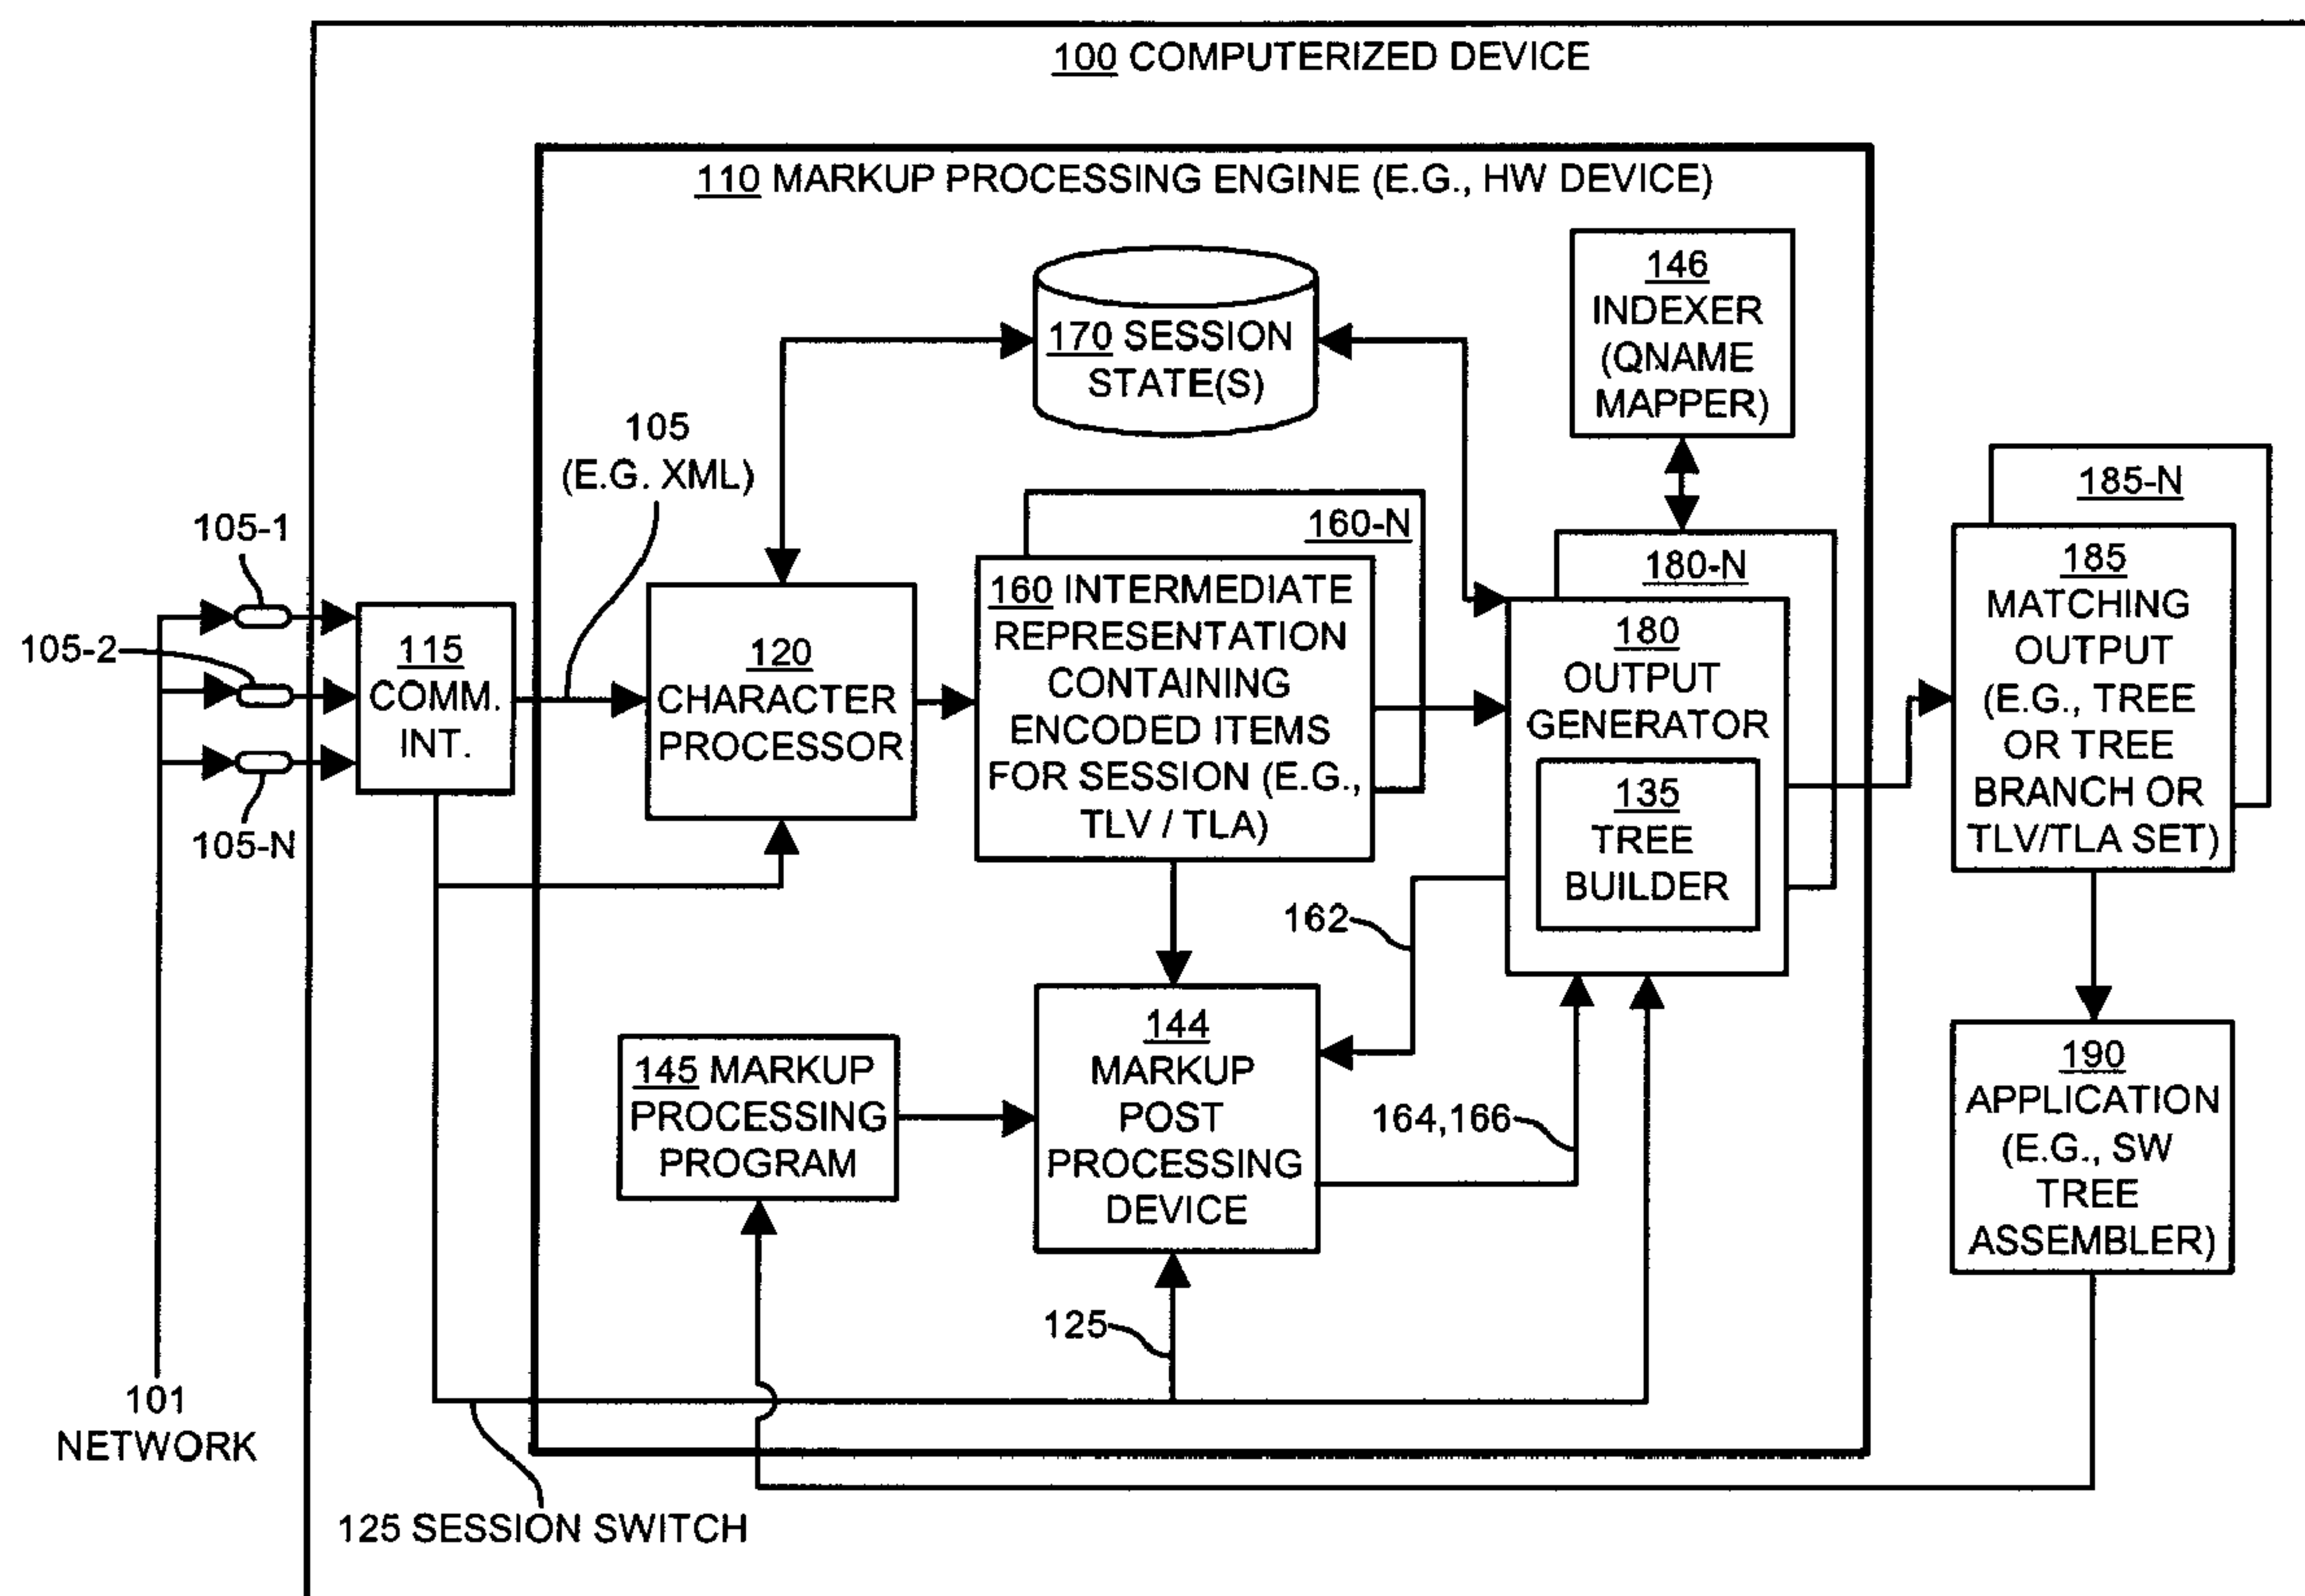 100 COMPUTERIZED DEVICE
110 MARKUP PROCESSING ENGINE (E.G., HW DEVICE)
170 SESSION
STATE(S)
146
INDEXER
(QNAME
MAPPER)
105
(E.G. XML)
105-1
105-2
105-N
115
COMM.
INT.
120
CHARACTER
PROCESSOR
160-N
160 INTERMEDIATE
REPRESENTATION
CONTAINING
ENCODED ITEMS
FOR SESSION (E.G.,
TLV / TLA)
180-N
180
OUTPUT
GENERATOR
135
TREE
BUILDER
185-N
185
MATCHING
OUTPUT
(E.G., TREE
OR TREE
BRANCH OR
TLV/TLA SET)
162
145 MARKUP
PROCESSING
PROGRAM
144
MARKUP
POST
PROCESSING
DEVICE
164,166
190
APPLICATION
(E.G., SW
TREE
ASSEMBLER)
125
101
NETWORK
125 SESSION SWITCH